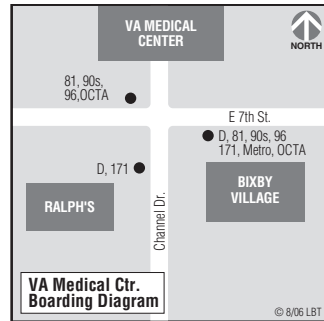 VA MEDICAL
CENTER
NORTH
81, 90s,
96,OCTA
E 7th St.
D, 81, 90s, 96
171, Metro, OCTA
D, 171
BIXBY
VILLAGE
RALPH'S
Channel Dr.
VA Medical Ctr.
Boarding Diagram
© 8/06 LBT